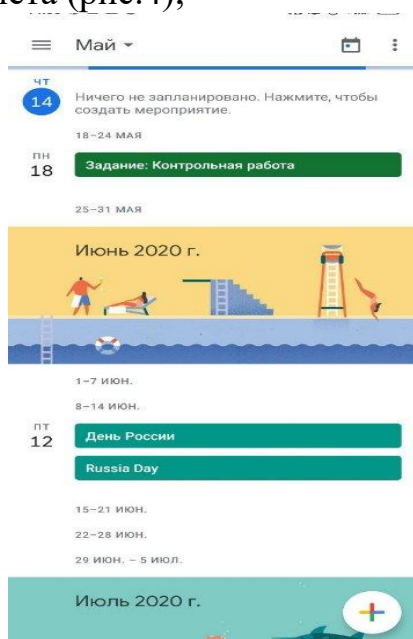 (рис.4),
Май
ЧТ
14
Ничего не запланировано. Нажмите, чтобы
создать мероприятие.
18–24 МАЯ
ПН
18
Задание: Контрольная работа
25–31 МАЯ
Июнь 2020 г.
1–7 ИЮН.
8–14 ИЮН.
ПТ
12
День России
Russia Day
15–21 ИЮН.
22–28 ИЮН.
29 ИЮН. – 5 ИЮЛ.
Июль 2020 г.